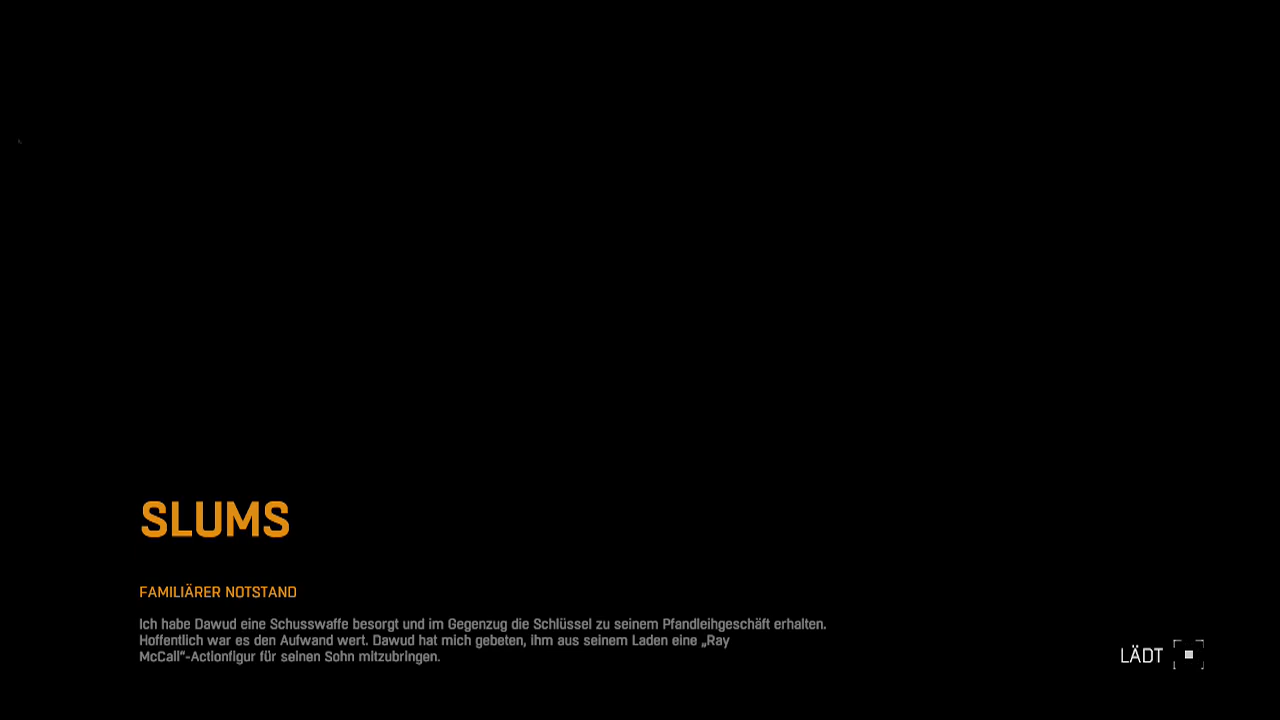 SLUMS
FAMILIÄRER NOTSTAND
Ich habe Dawud eine Schusswaffe besorgt und im Gegenzug die Schlüssel zu seinem Pfandleihgeschäft erhalten.
Hoffentlich war es den Aufwand wert. Dawud hat mich gebeten, ihm aus seinem Laden eine „Ray
McCall“-Actionfigur für seinen Sohn mitzubringen.
LÄDT